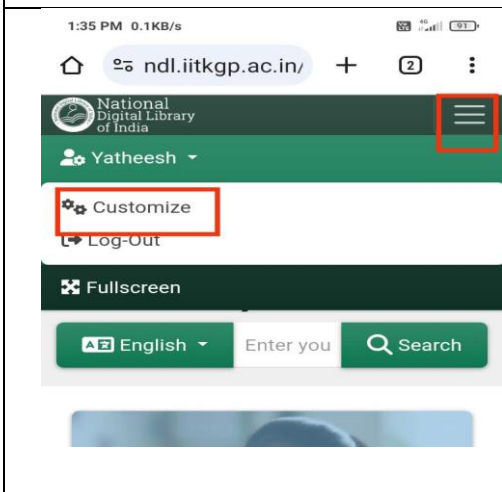 1:35 PM 0.1KB/s 4G 91
ndl.iitkgp.ac.in/ 2
National
Digital Library
of India
Yatheesh
Customize
Log-Out
Fullscreen
A English Enter you Search